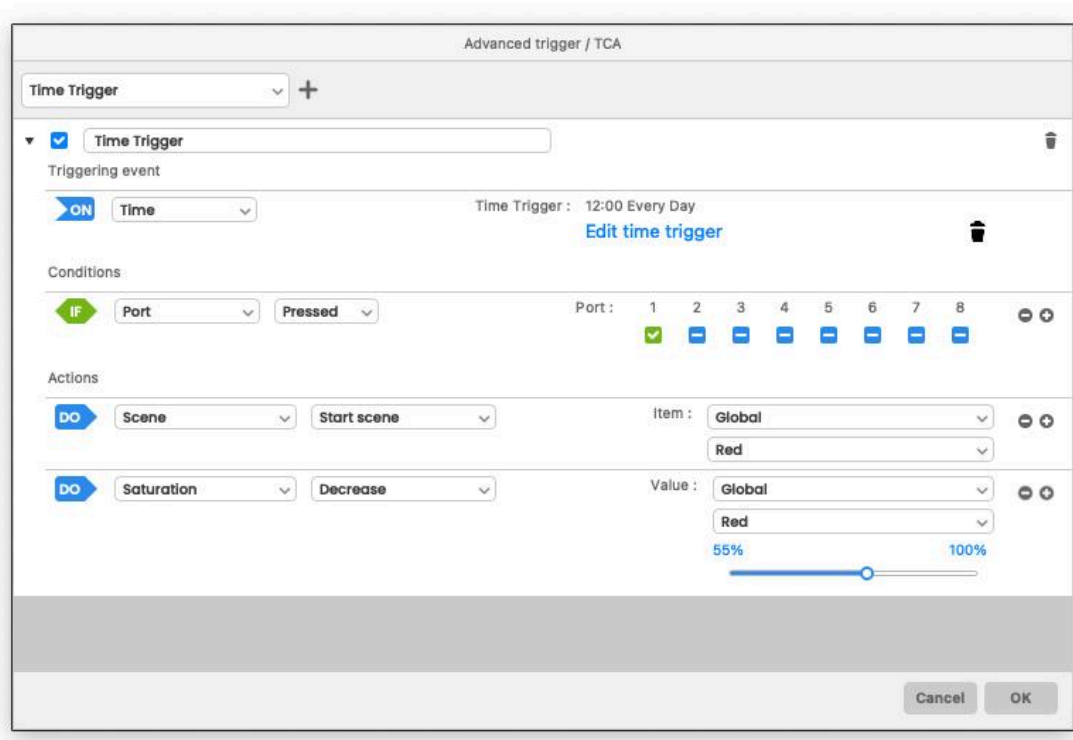 Advanced trigger / TCA
Time Trigger
Time Trigger
Triggering event
ON Time Time Trigger : 12:00 Every Day
Edit time trigger
Conditions
IF Port Pressed Port : 1 2 3 4 5 6 7 8
Actions
DO Scene Start scene Item : Global
Red
DO Saturation Decrease Value : Global
Red
55% 100%
Cancel OK